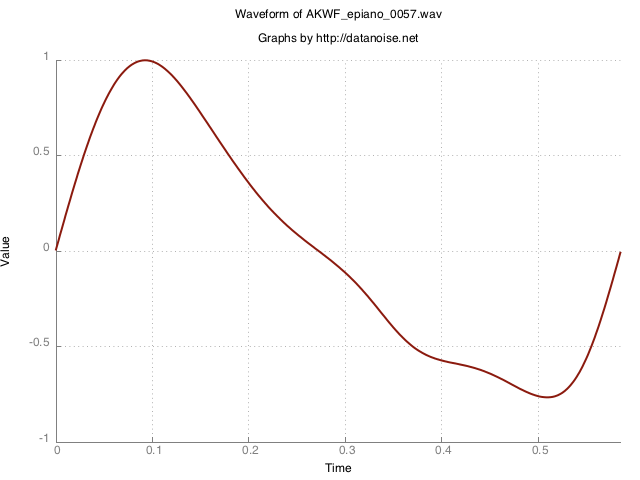 Waveform of AKWF_epiano_0057.wav
Graphs by http://datanoise.net
1
0.5
0
-0.5
-1
Value
0 0.1 0.2 0.3 0.4 0.5
Time